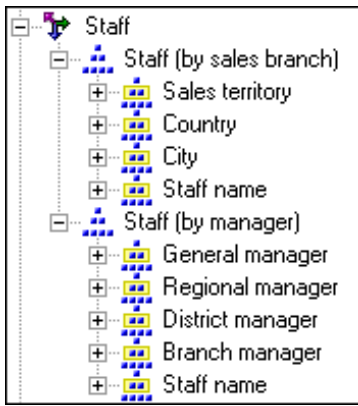 Staff
Staff (by sales branch)
Sales territory
Country
City
Staff name
Staff (by manager)
General manager
Regional manager
District manager
Branch manager
Staff name